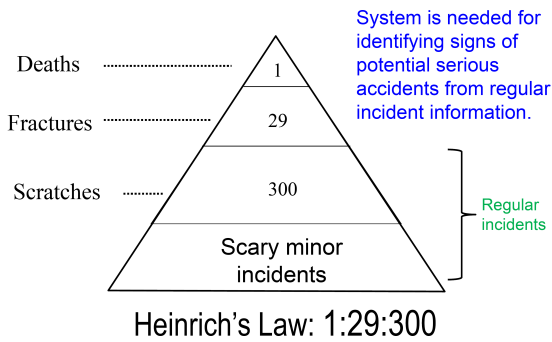 System is needed for
identifying signs of
potential serious
accidents from regular
incident information.
Deaths
1
Fractures
29
Scratches
300
Regular
incidents
Scary minor
incidents
Heinrich's Law: 1:29:300